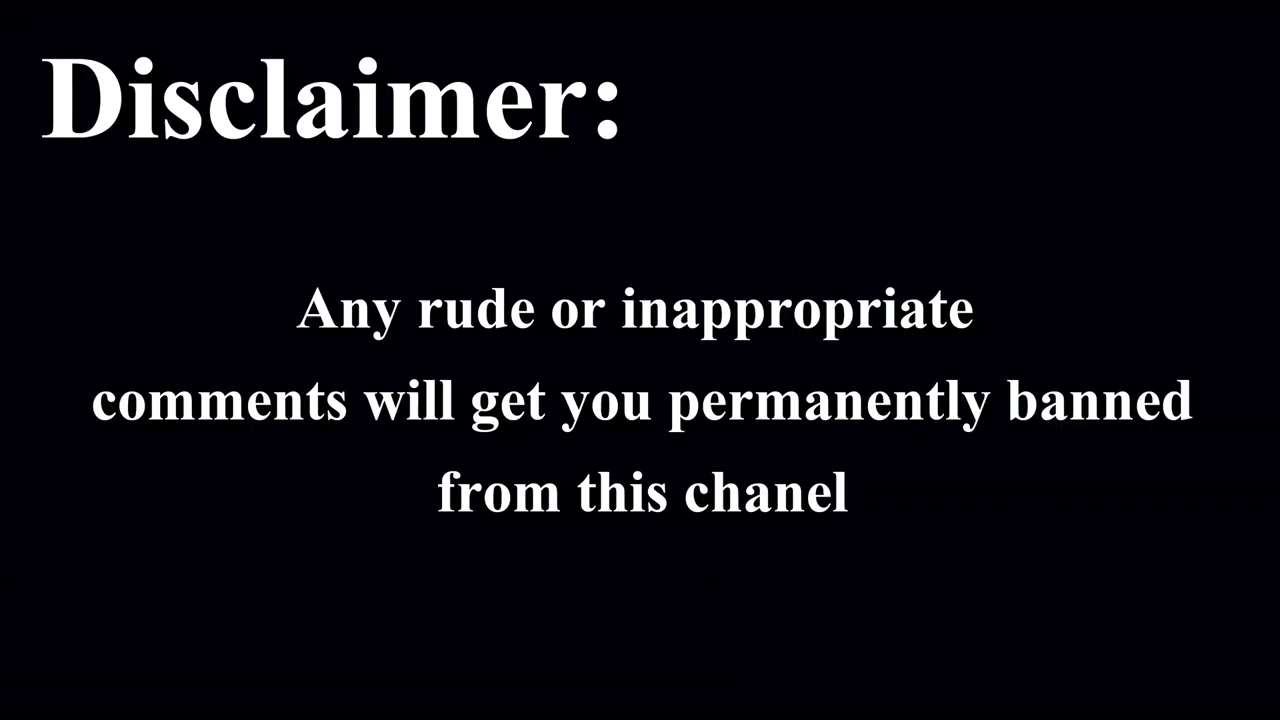 Disclaimer:
Any rude or inappropriate
comments will get you permanently banned
from this chanel